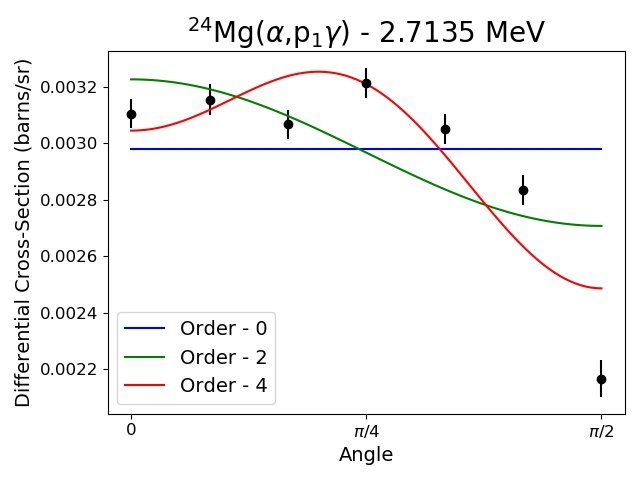 ²⁴Mg(α,p₁γ) - 2.7135 MeV
Differential Cross-Section (barns/sr)
0.0032
0.0030
0.0028
0.0026
0.0024
0.0022
Order - 0
Order - 2
Order - 4
0
π/4
π/2
Angle